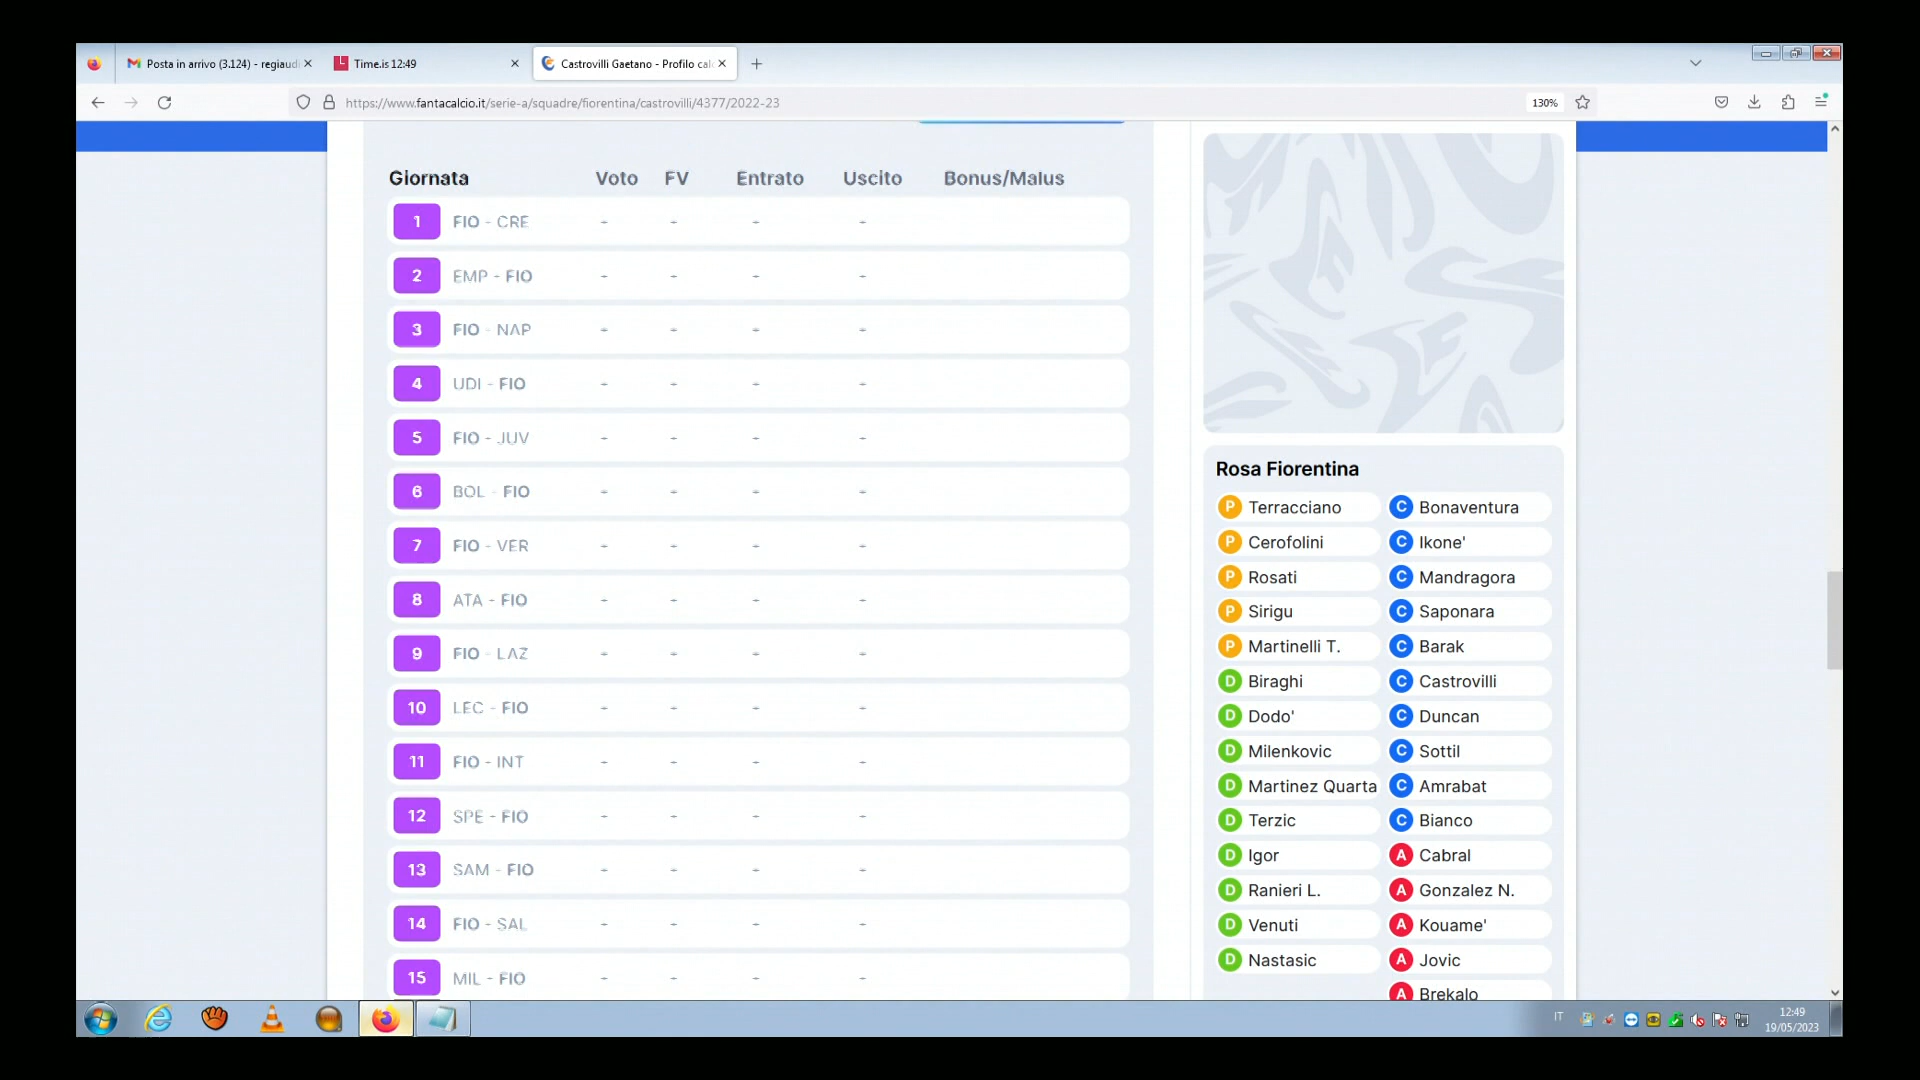 Posta in arrivo (3.124) - regiaud
Time.is 12:49
Castrovilli Gaetano - Profilo cal
https://www.fantacalcio.it/serie-a/squadre/fiorentina/castrovilli/4377/2022-23
130%
Giornata Voto FV Entrato Uscito Bonus/Malus
1 FIO - CRE - - - -
2 EMP - FIO - - - -
3 FIO - NAP - - - -
4 UDI - FIO - - - -
5 FIO - JUV - - - -
6 BOL - FIO - - - -
7 FIO - VER - - - -
8 ATA - FIO - - - -
9 FIO - LAZ - - - -
10 LEC - FIO - - - -
11 FIO - INT - - - -
12 SPE - FIO - - - -
13 SAM - FIO - - - -
14 FIO - SAL - - - -
15 MIL - FIO - - - -
Rosa Fiorentina
P Terracciano C Bonaventura
P Cerofolini C Ikone'
P Rosati C Mandragora
P Sirigu C Saponara
P Martinelli T. C Barak
D Biraghi C Castrovilli
D Dodo' C Duncan
D Milenkovic C Sottil
D Martinez Quarta C Amrabat
D Terzic C Bianco
D Igor A Cabral
D Ranieri L. A Gonzalez N.
D Venuti A Kouame'
D Nastasic A Jovic
A Brekalo
IT
12:49
19/05/2023